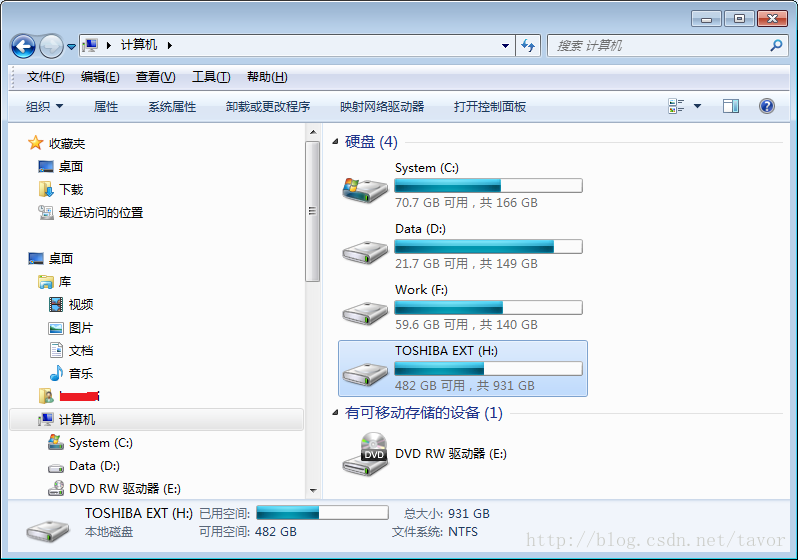 计算机
搜索 计算机
文件(F) 编辑(E) 查看(V) 工具(T) 帮助(H)
组织 属性 系统属性 卸载或更改程序 映射网络驱动器 打开控制面板
收藏夹
桌面
下载
最近访问的位置
桌面
库
视频
图片
文档
音乐
计算机
System (C:)
Data (D:)
DVD RW 驱动器 (E:)
硬盘 (4)
System (C:)
70.7 GB 可用，共 166 GB
Data (D:)
21.7 GB 可用，共 149 GB
Work (F:)
59.6 GB 可用，共 140 GB
TOSHIBA EXT (H:)
482 GB 可用，共 931 GB
有可移动存储的设备 (1)
DVD
DVD RW 驱动器 (E:)
TOSHIBA EXT (H:) 已用空间: 总大小: 931 GB
本地磁盘 可用空间: 482 GB 文件系统: NTFS
http://blog.csdn.net/tavor